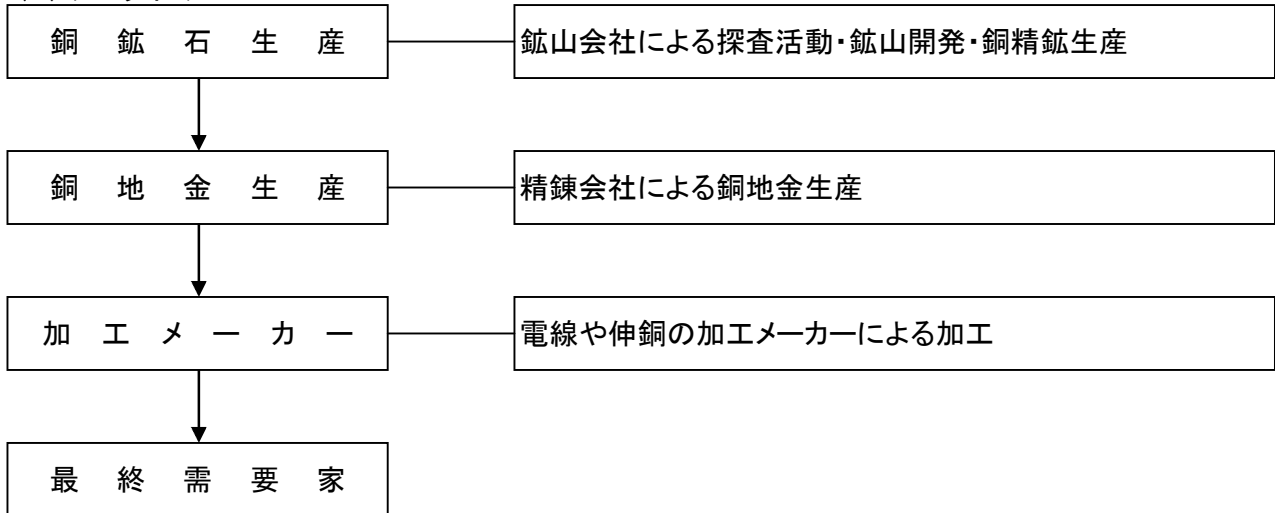 銅鉱石生産
鉱山会社による探査活動・鉱山開発・銅精鉱生産
銅地金生産
精錬会社による銅地金生産
加工メーカー
電線や伸銅の加工メーカーによる加工
最終需要家